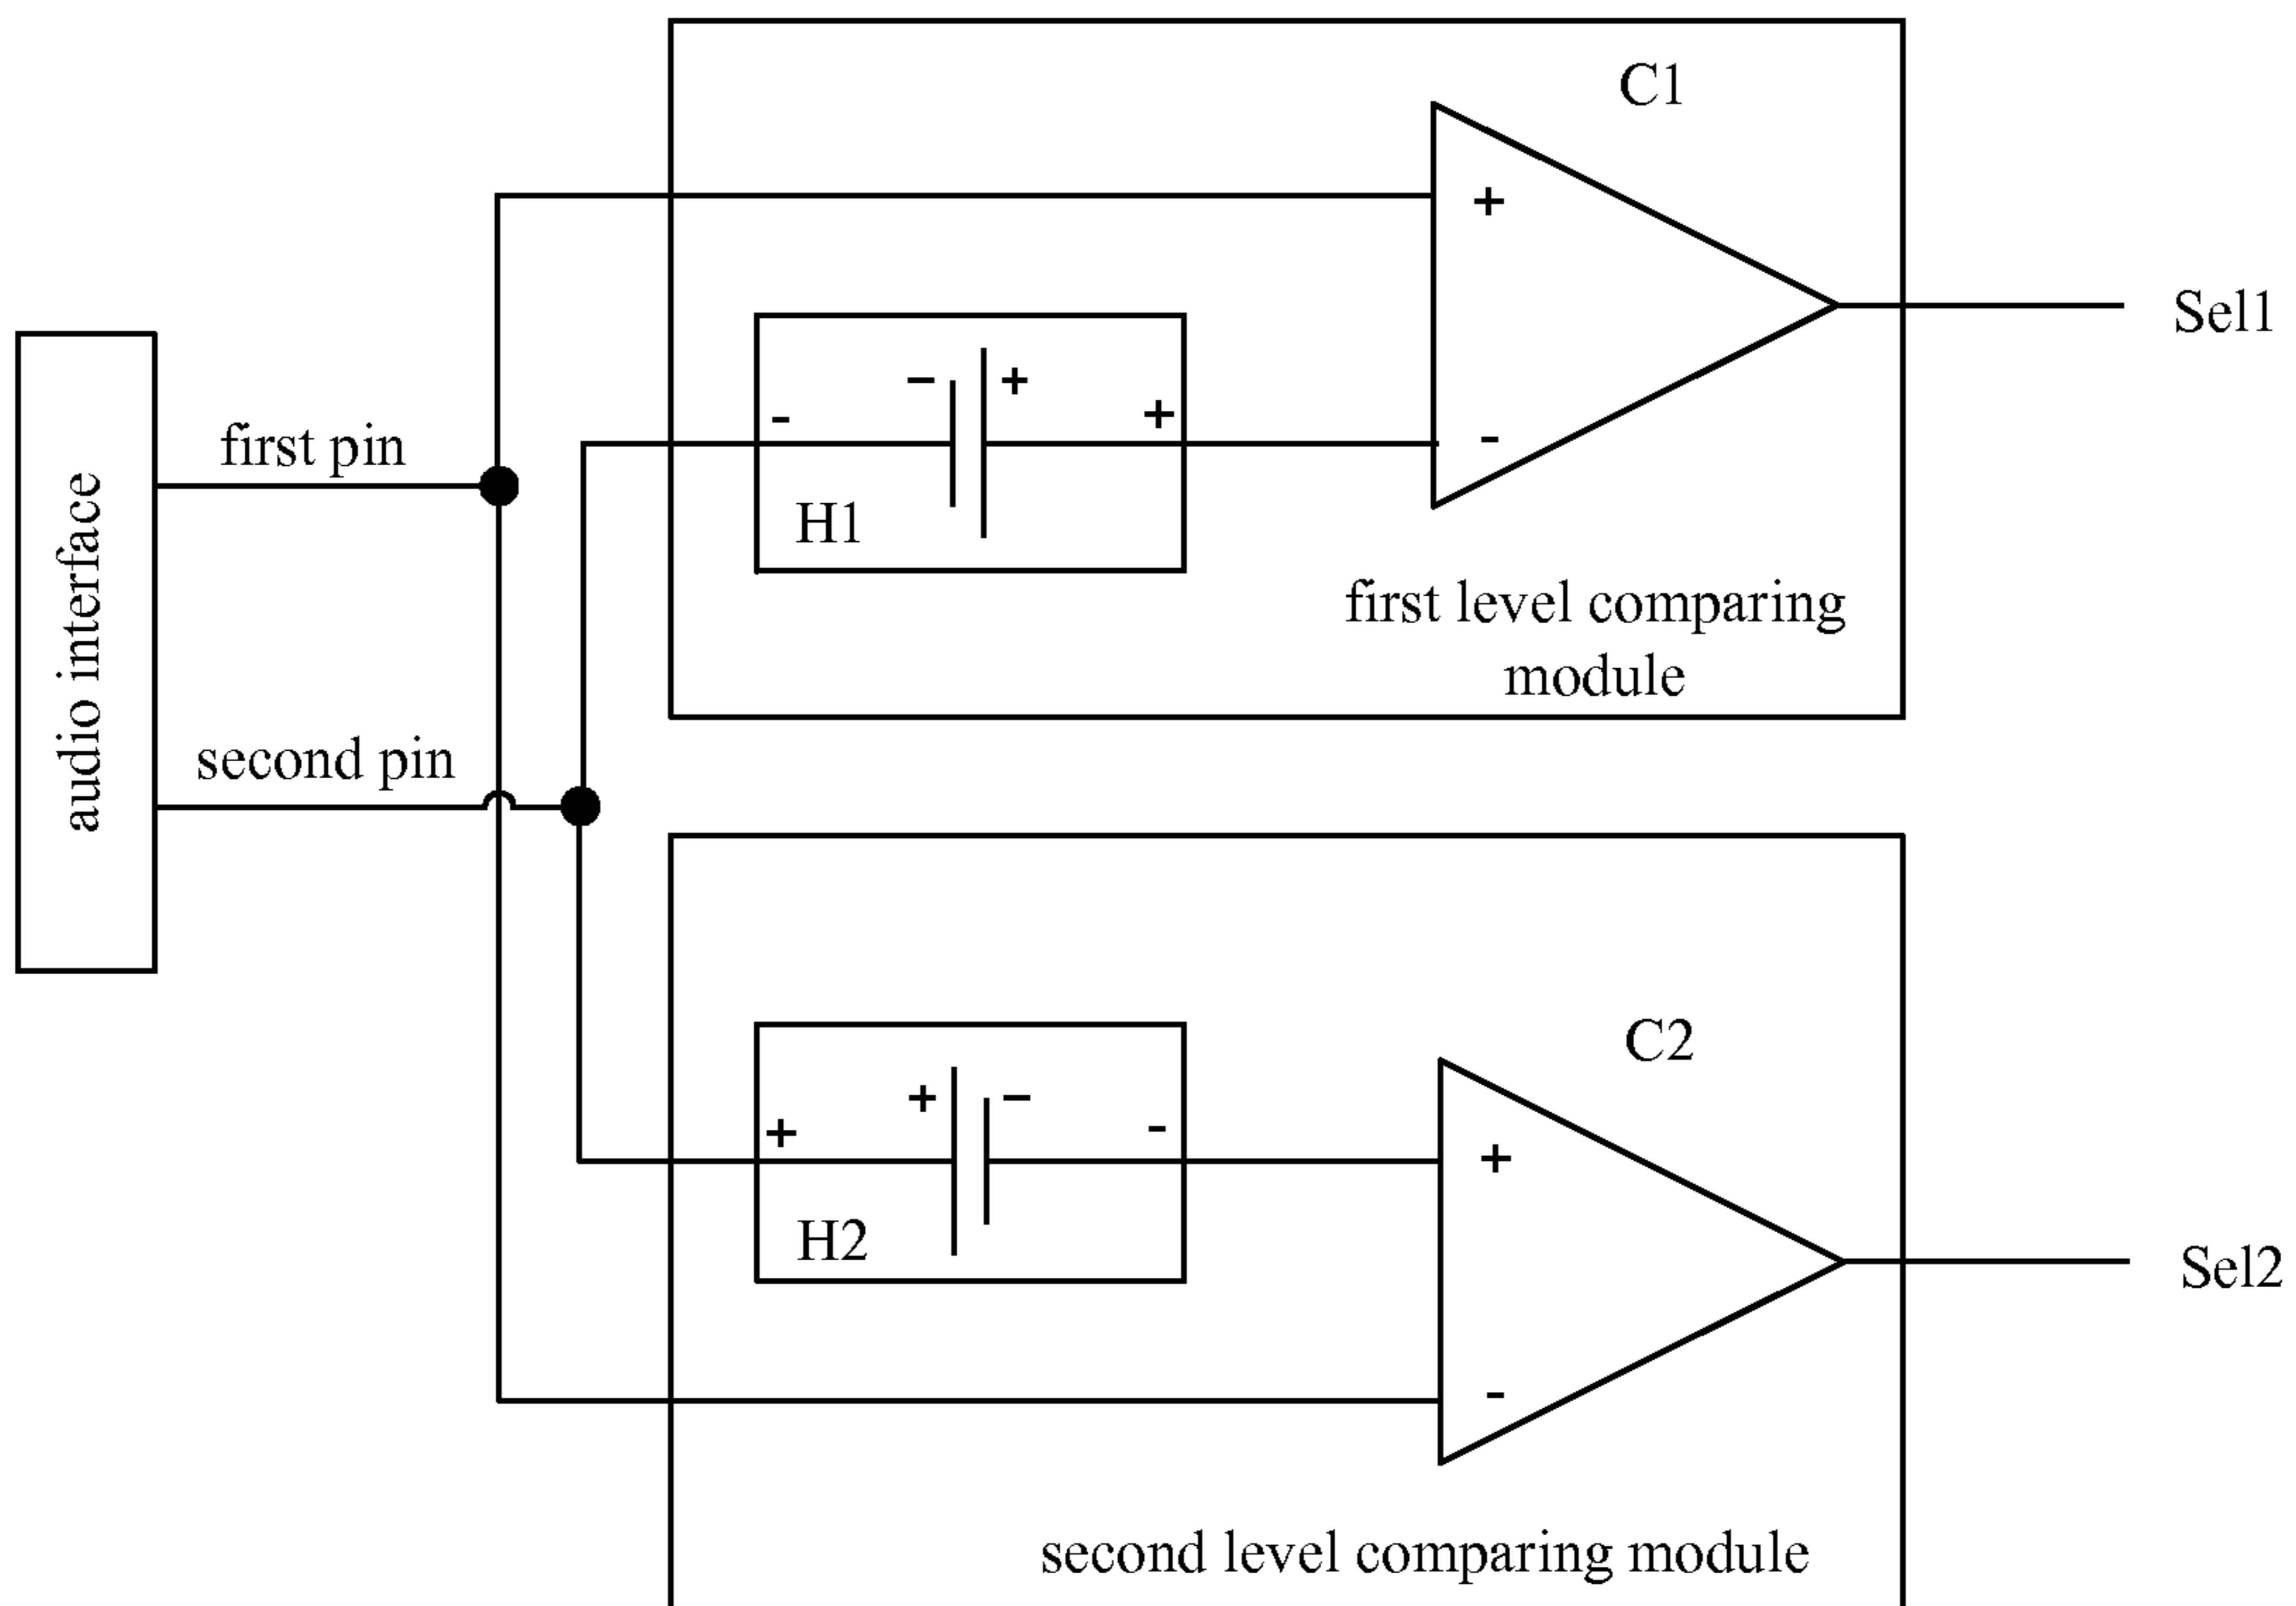 C1
+
Sel1
− +
- +
-
first pin
H1
first level comparing
module
audio interface
second pin
C2
+ −
+ -
+
H2
Sel2
-
second level comparing module